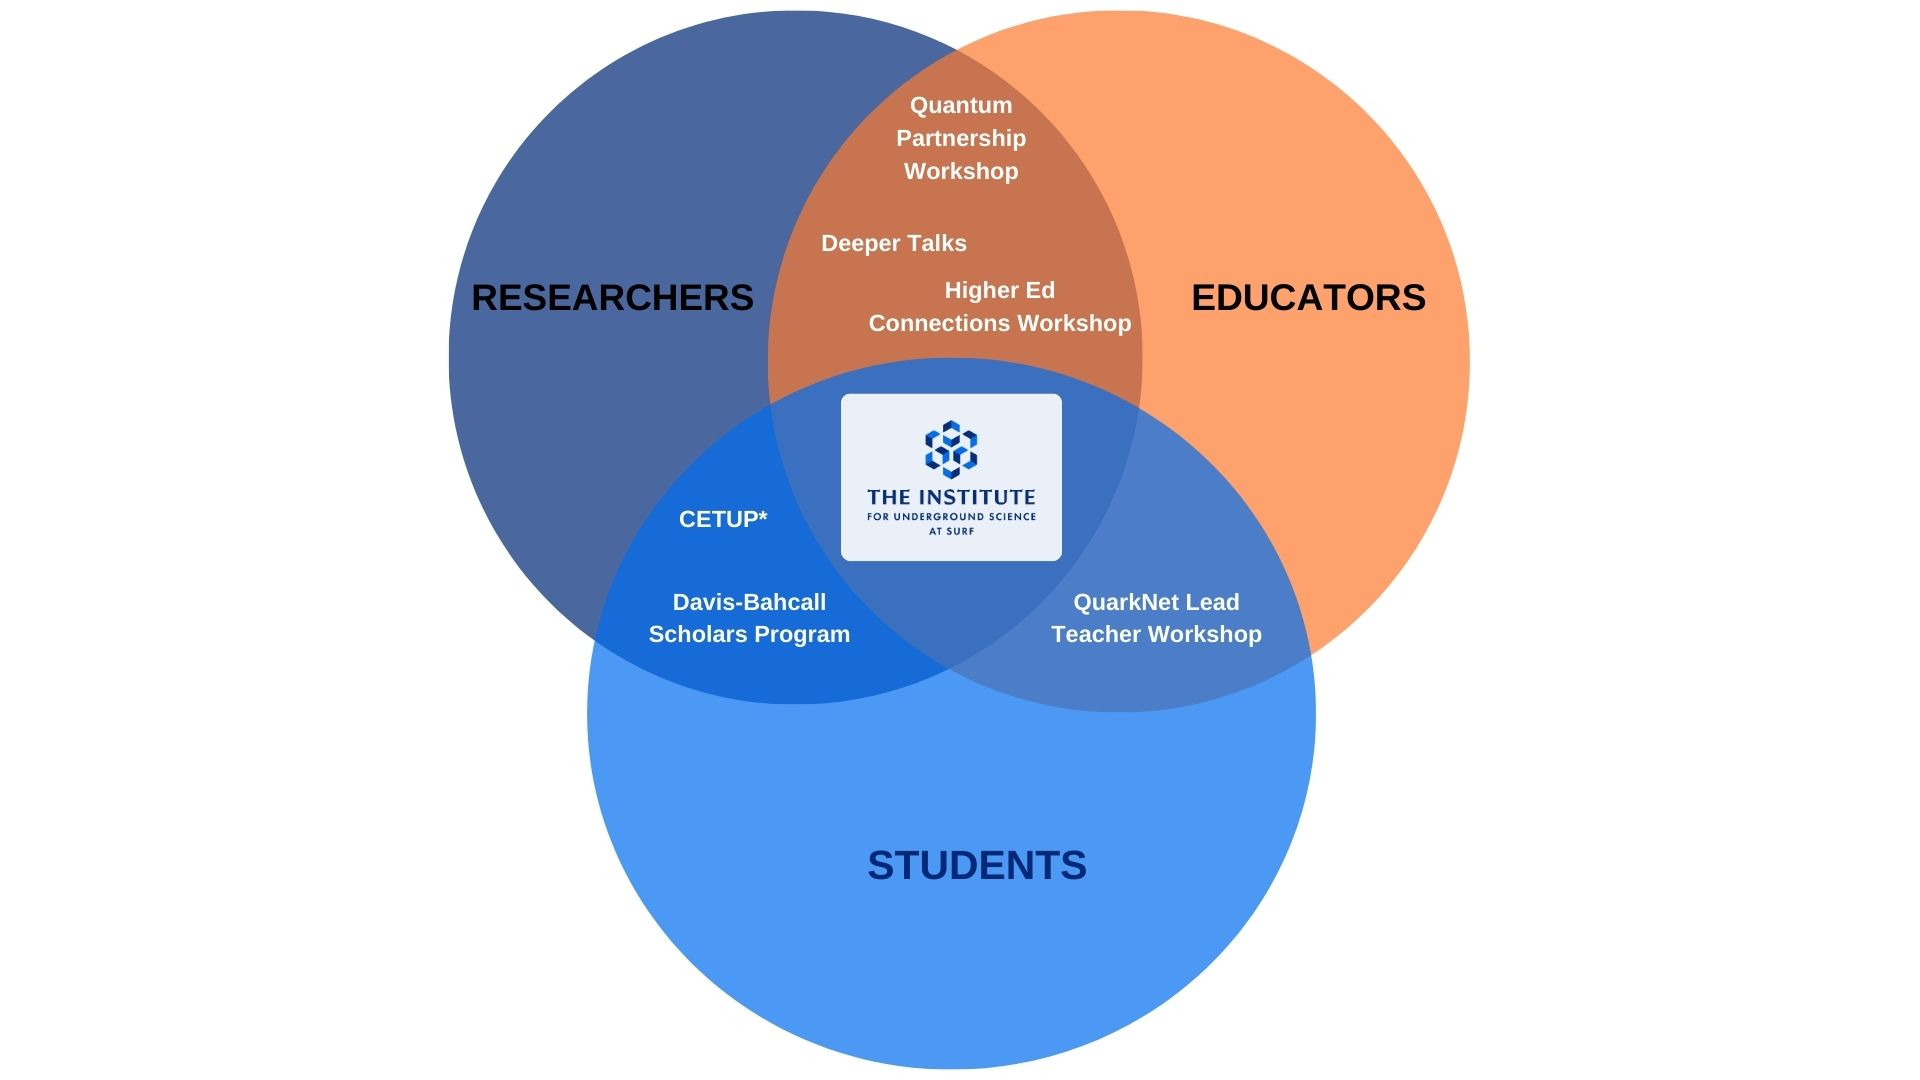 Quantum
Partnership
Workshop
Deeper Talks
RESEARCHERS
Higher Ed
Connections Workshop
EDUCATORS
THE INSTITUTE
FOR UNDERGROUND SCIENCE
AT SURF
CETUP*
Davis-Bahcall
Scholars Program
QuarkNet Lead
Teacher Workshop
STUDENTS